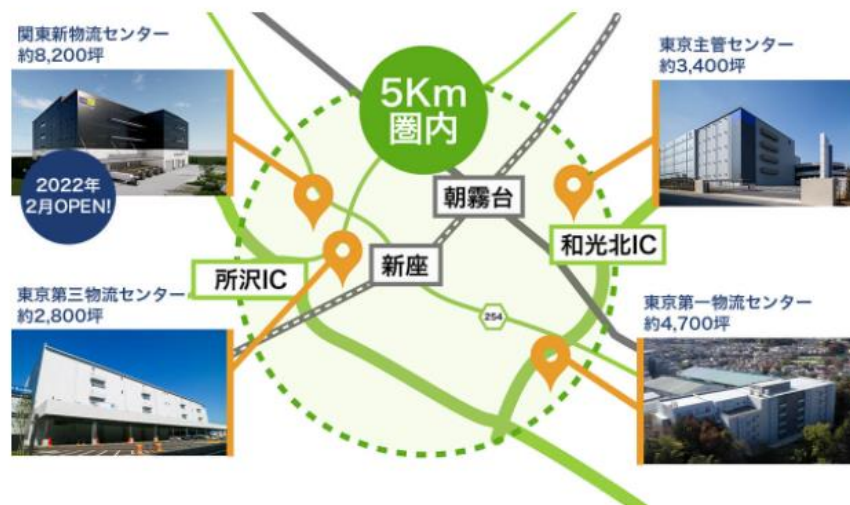 関東新物流センター
約8,200坪
2022年
2月OPEN!
5Km
圏内
東京主管センター
約3,400坪
朝霧台
和光北IC
新座
所沢IC
254
東京第三物流センター
約2,800坪
東京第一物流センター
約4,700坪